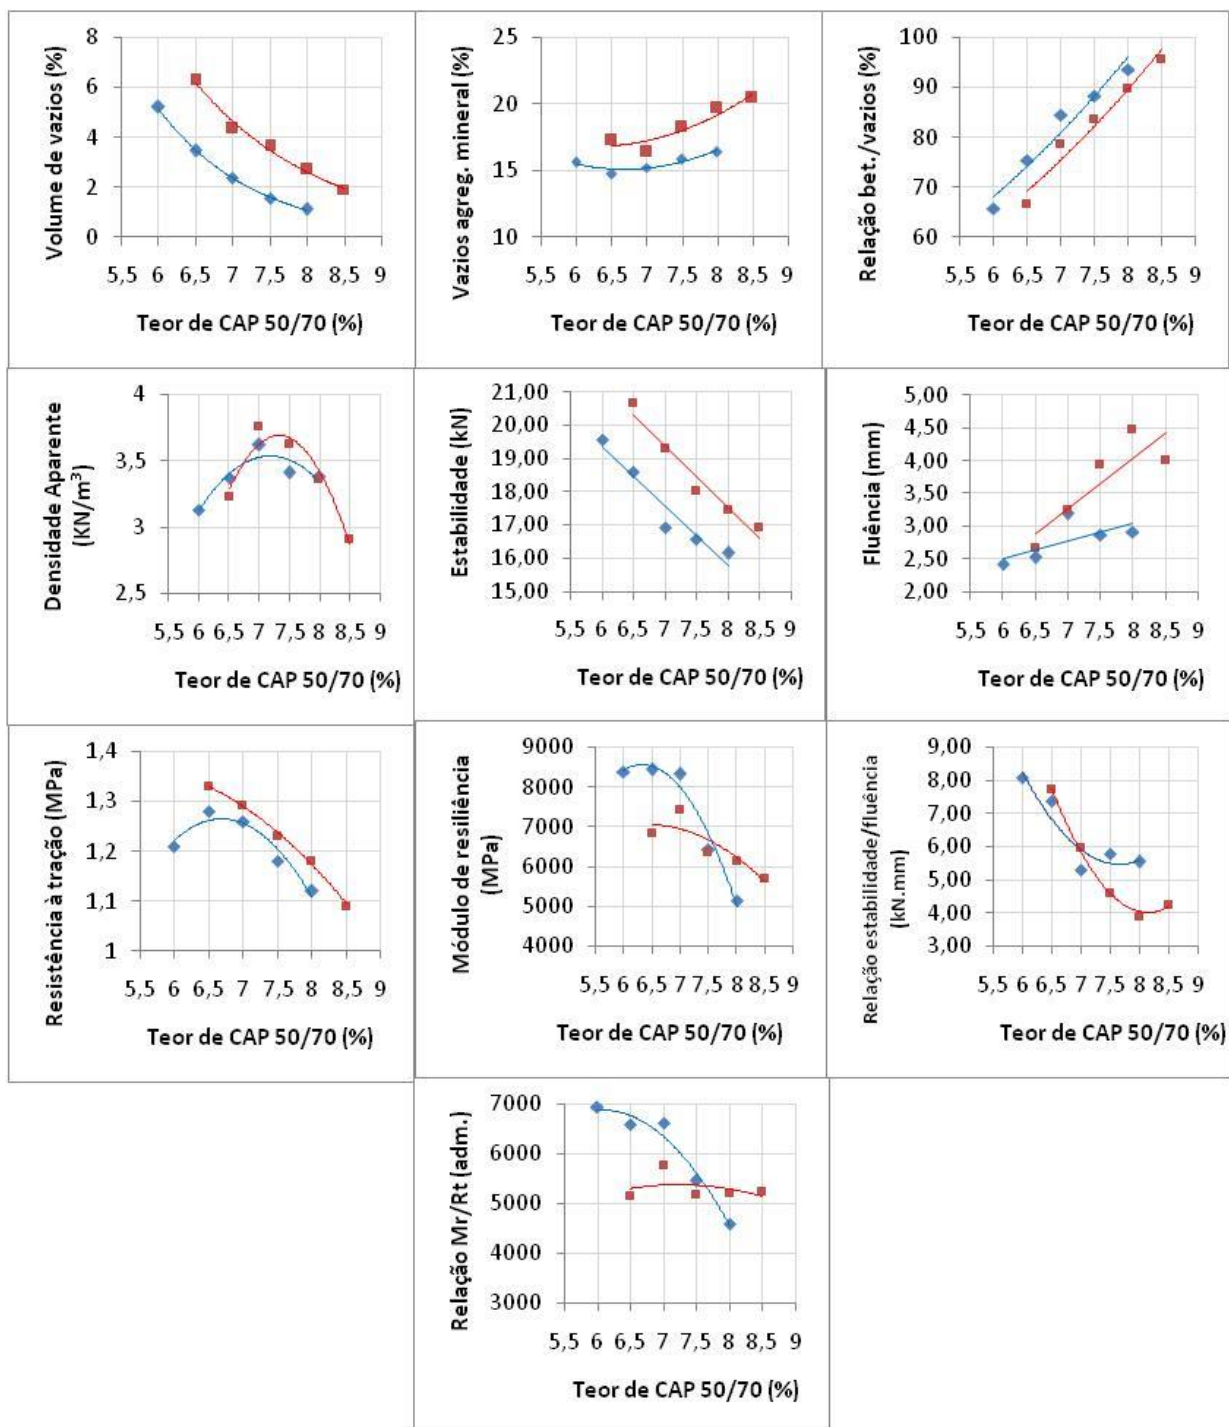 Volume de vazios (%)
8
6
4
2
0
5,5 6 6,5 7 7,5 8 8,5 9
Teor de CAP 50/70 (%)
Vazios agreg. mineral (%)
25
20
15
10
5,5 6 6,5 7 7,5 8 8,5 9
Teor de CAP 50/70 (%)
Relação bet./vazios (%)
100
90
80
70
60
5,5 6 6,5 7 7,5 8 8,5 9
Teor de CAP 50/70 (%)
Densidade Aparente
(KN/m³)
4
3,5
3
2,5
5,5 6 6,5 7 7,5 8 8,5 9
Teor de CAP 50/70 (%)
Estabilidade (kN)
21,00
20,00
19,00
18,00
17,00
16,00
15,00
5,5 6 6,5 7 7,5 8 8,5 9
Teor de CAP 50/70 (%)
Fluência (mm)
5,00
4,50
4,00
3,50
3,00
2,50
2,00
5,5 6 6,5 7 7,5 8 8,5 9
Teor de CAP 50/70 (%)
Resistência à tração (MPa)
1,4
1,3
1,2
1,1
1
5,5 6 6,5 7 7,5 8 8,5 9
Teor de CAP 50/70 (%)
Módulo de resiliência
(MPa)
9000
8000
7000
6000
5000
4000
5,5 6 6,5 7 7,5 8 8,5 9
Teor de CAP 50/70 (%)
Relação estabilidade/fluência
(kN.mm)
9,00
8,00
7,00
6,00
5,00
4,00
3,00
5,5 6 6,5 7 7,5 8 8,5 9
Teor de CAP 50/70 (%)
Relação Mr/Rt (adm.)
7000
6000
5000
4000
3000
5,5 6 6,5 7 7,5 8 8,5 9
Teor de CAP 50/70 (%)